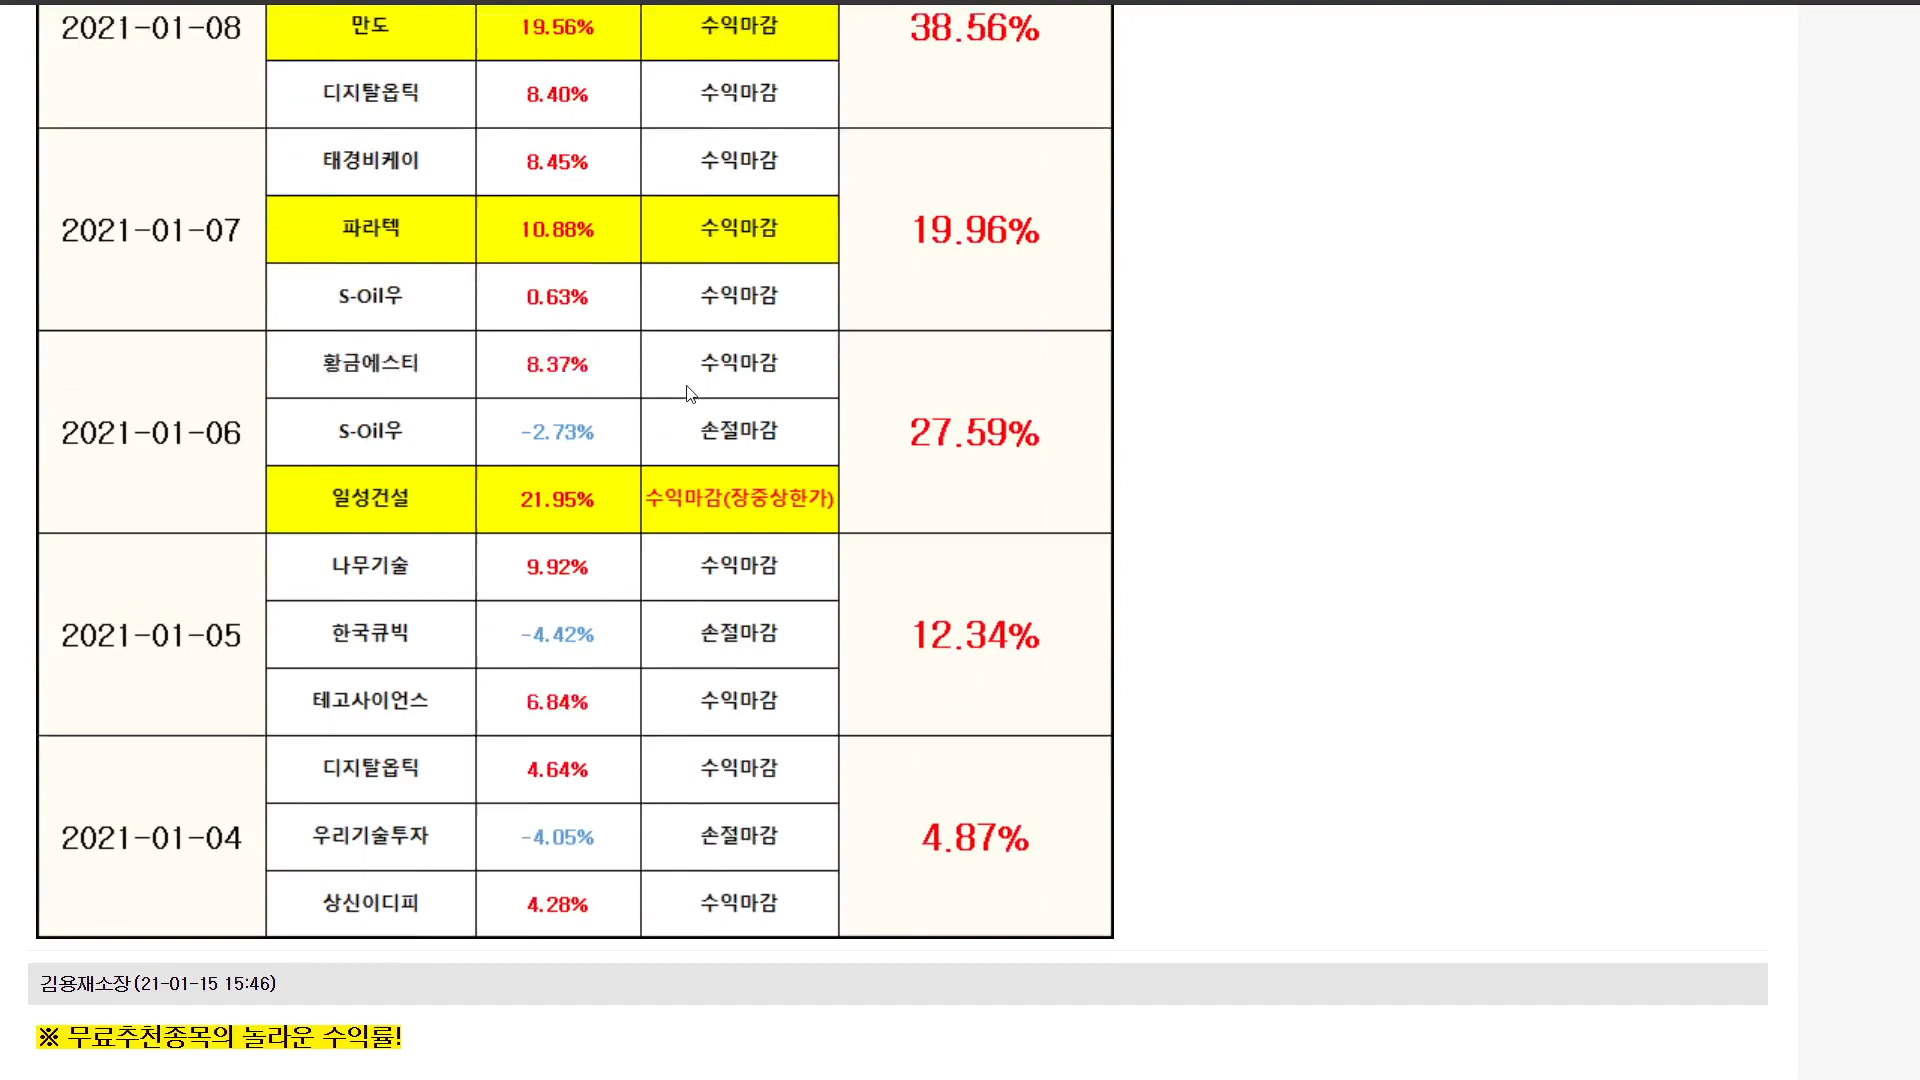 2021-01-08 만도 19.56% 수익마감 38.56%
디지탈옵틱 8.40% 수익마감
태경비케이 8.45% 수익마감
2021-01-07 파라텍 10.88% 수익마감 19.96%
S-Oil우 0.63% 수익마감
황금에스티 8.37% 수익마감
2021-01-06 S-Oil우 -2.73% 손절마감 27.59%
일성건설 21.95% 수익마감(장중상한가)
나무기술 9.92% 수익마감
2021-01-05 한국큐빅 -4.42% 손절마감 12.34%
테고사이언스 6.84% 수익마감
디지탈옵틱 4.64% 수익마감
2021-01-04 우리기술투자 -4.05% 손절마감 4.87%
상신이디피 4.28% 수익마감
김용재소장(21-01-15 15:46)
※ 무료추천종목의 놀라운 수익률!